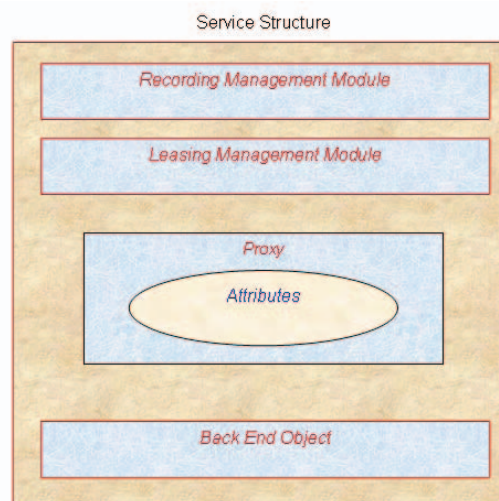 Service Structure
Recording Management Module
Leasing Management Module
Proxy
Attributes
Back End Object